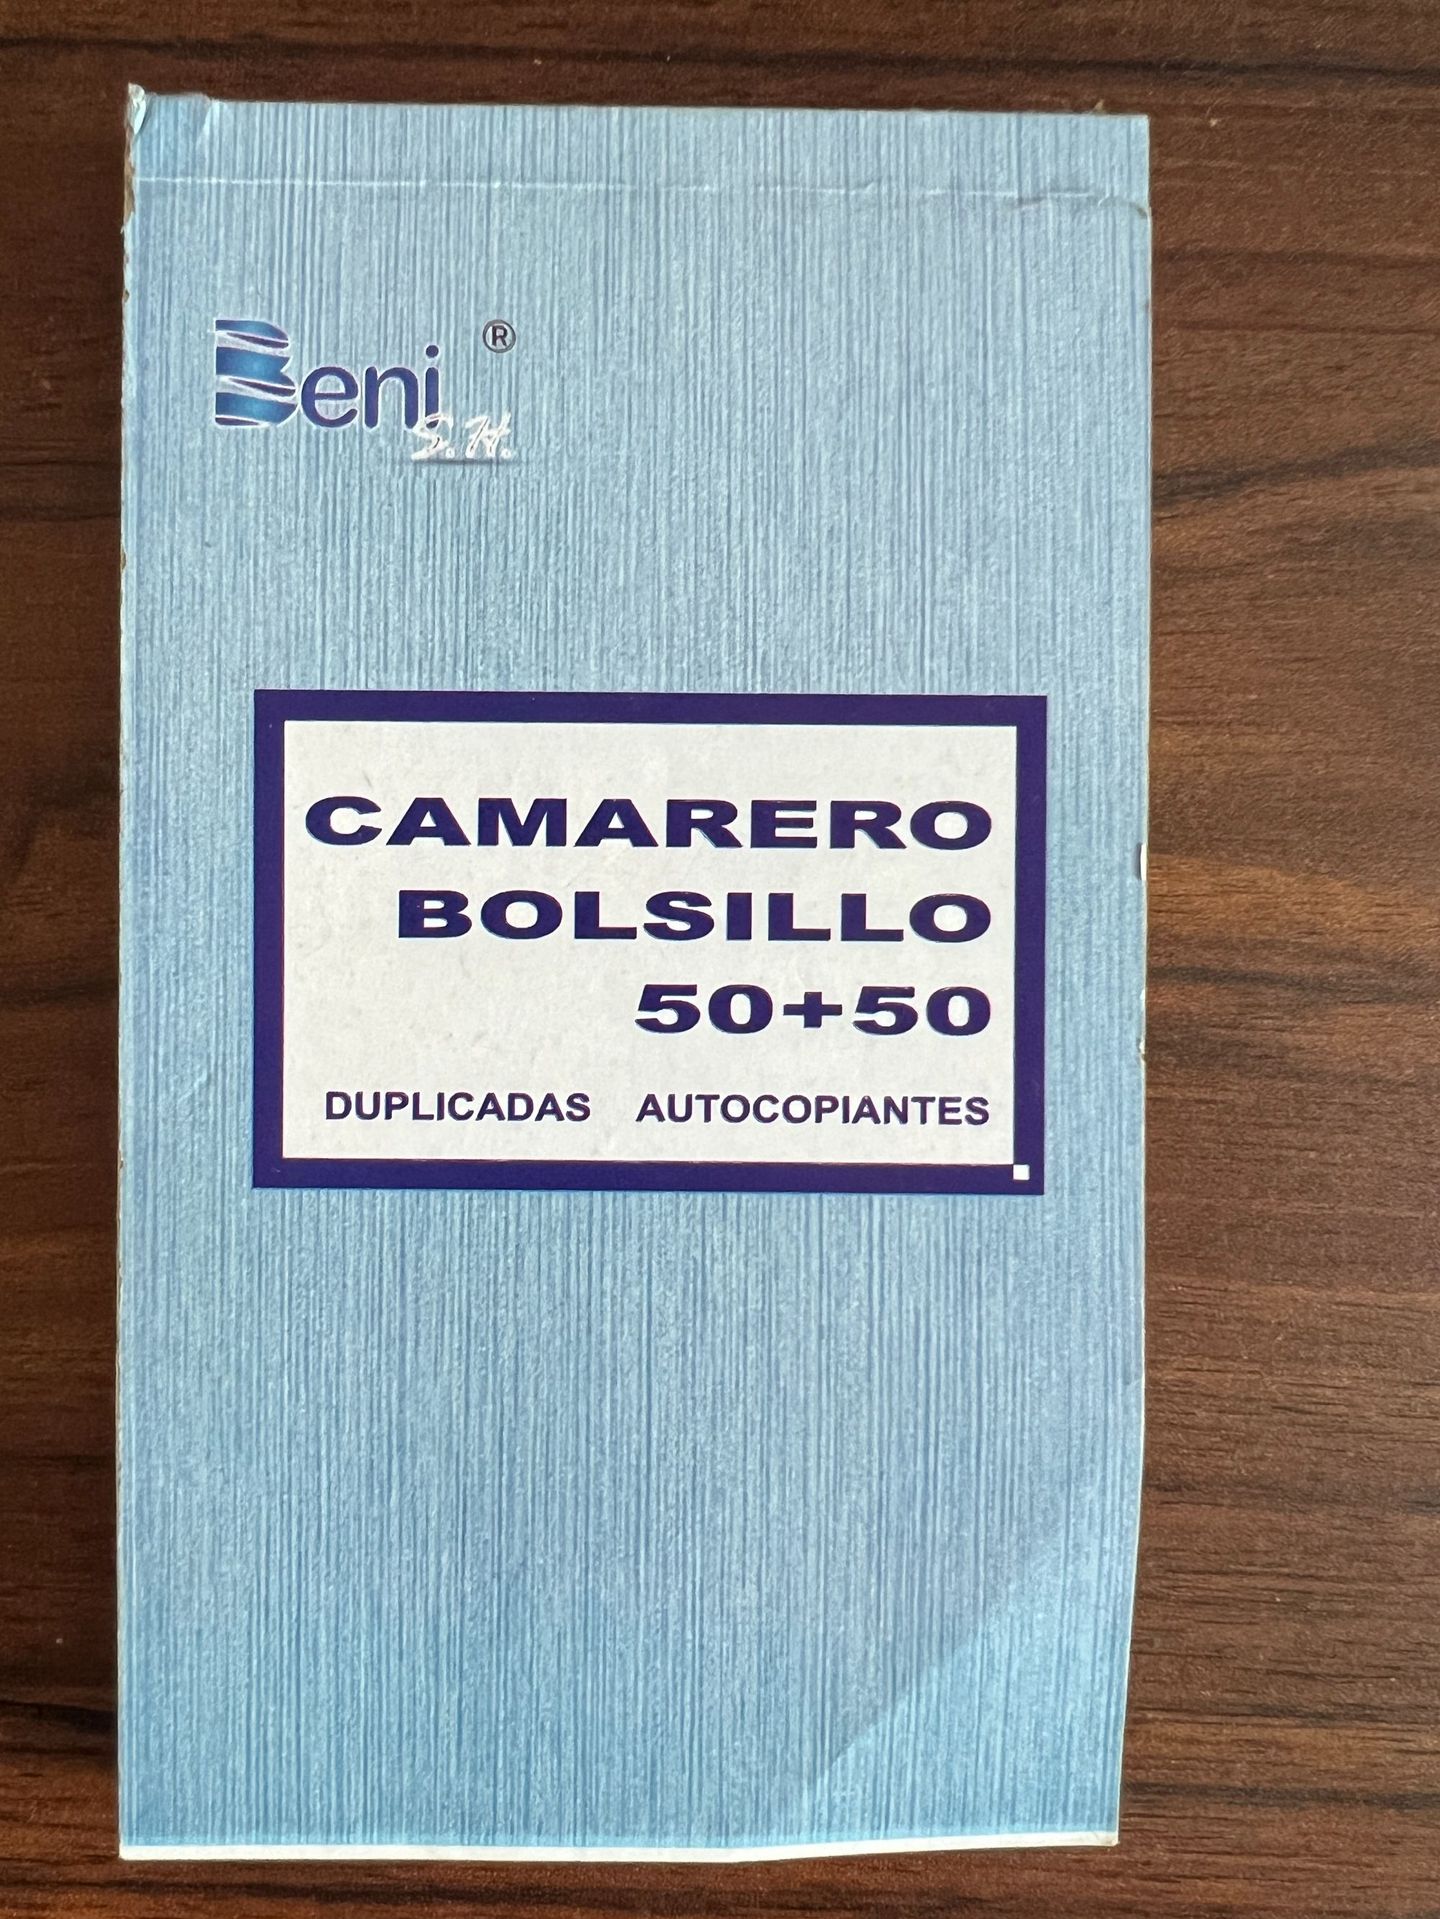 Beni ®
S.H.
CAMARERO
BOLSILLO
50+50
DUPLICADAS AUTOCOPIANTES